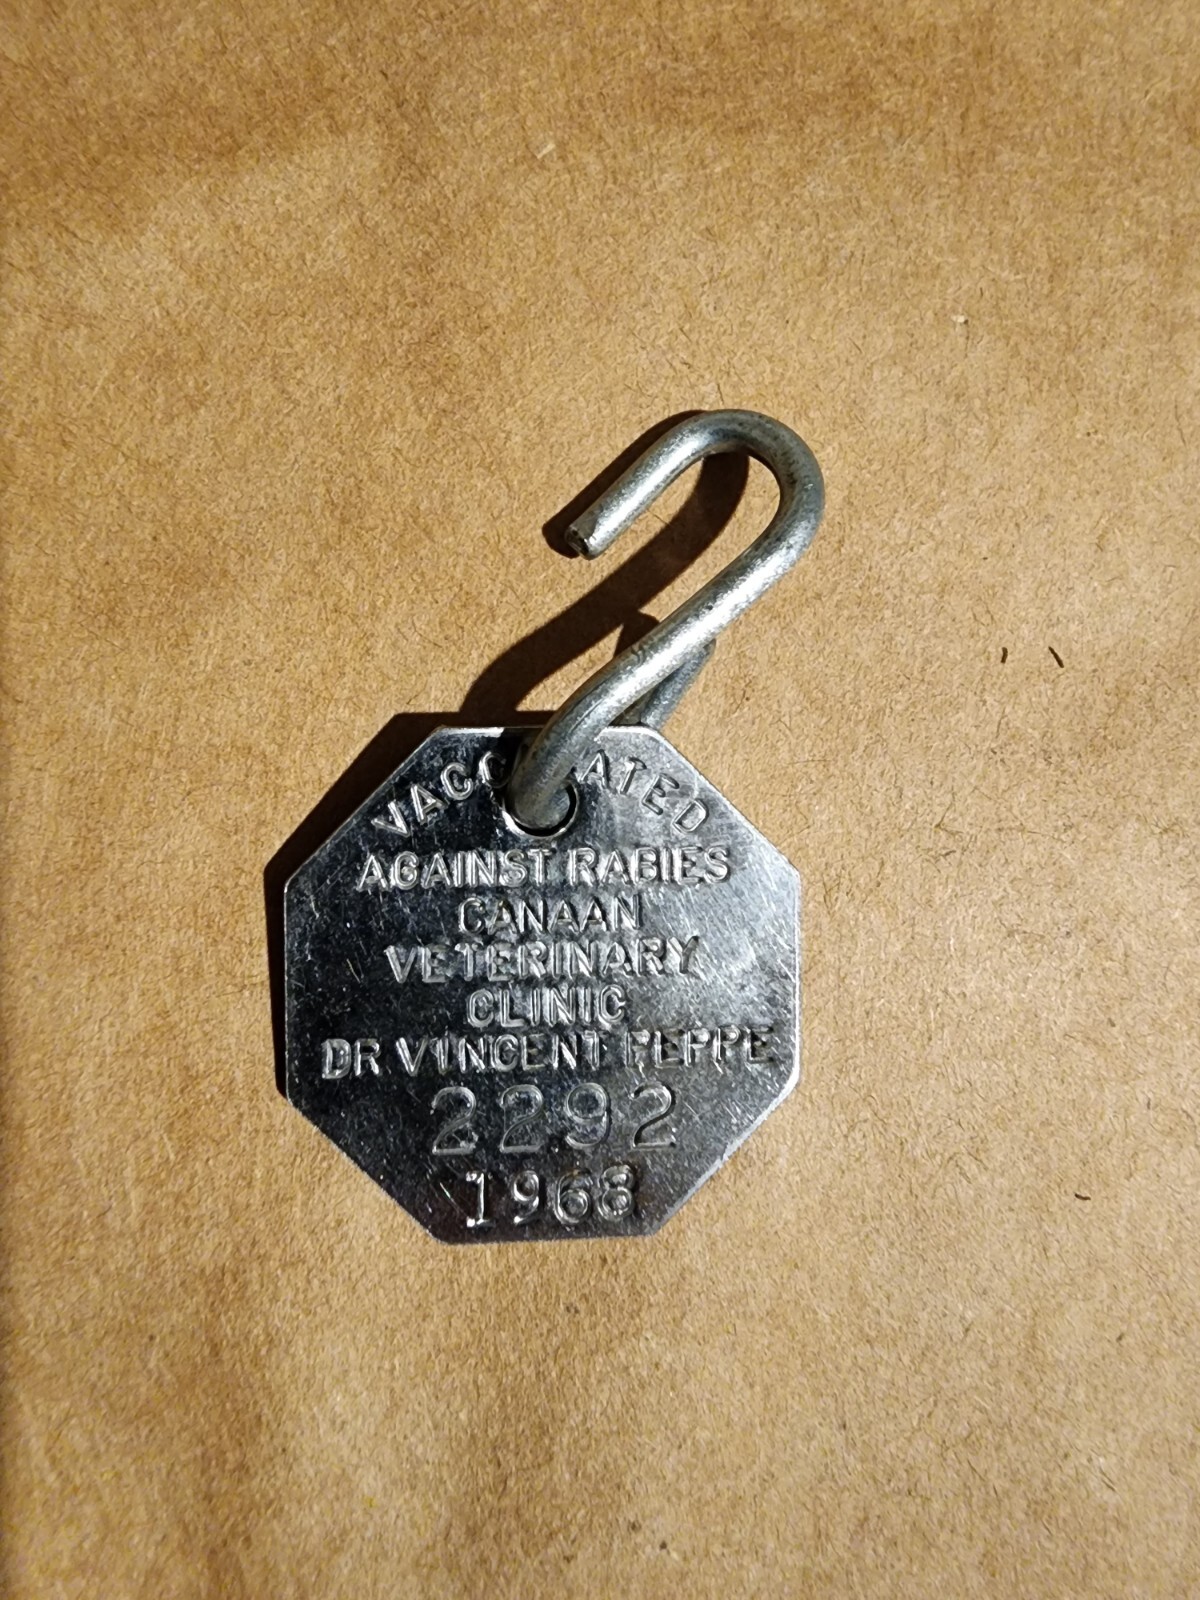 VACCINATED
AGAINST RABIES
CANAAN
VETERINARY
CLINIC
DR VINCENT PEPPE
2292
1968